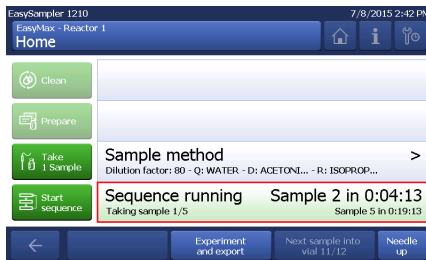 EasySampler 1210
7/8/2015 2:42 PM
EasyMax - Reactor 1
Home
Clean
Prepare
Take
1 Sample
Sample method >
Dilution factor: 80 - Q: WATER - D: ACETONI... - R: ISOPROP...
Start
sequence
Sequence running Sample 2 in 0:04:13
Taking sample 1/5 Sample 5 in 0:19:13
Experiment
and export
Next sample into
vial 11/12
Needle
up